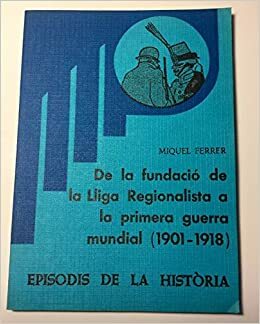 MIQUEL FERRER
De la fundació de
la Lliga Regionalista a
la primera guerra
mundial (1901-1918)
EPISODIS DE LA HISTÒRIA